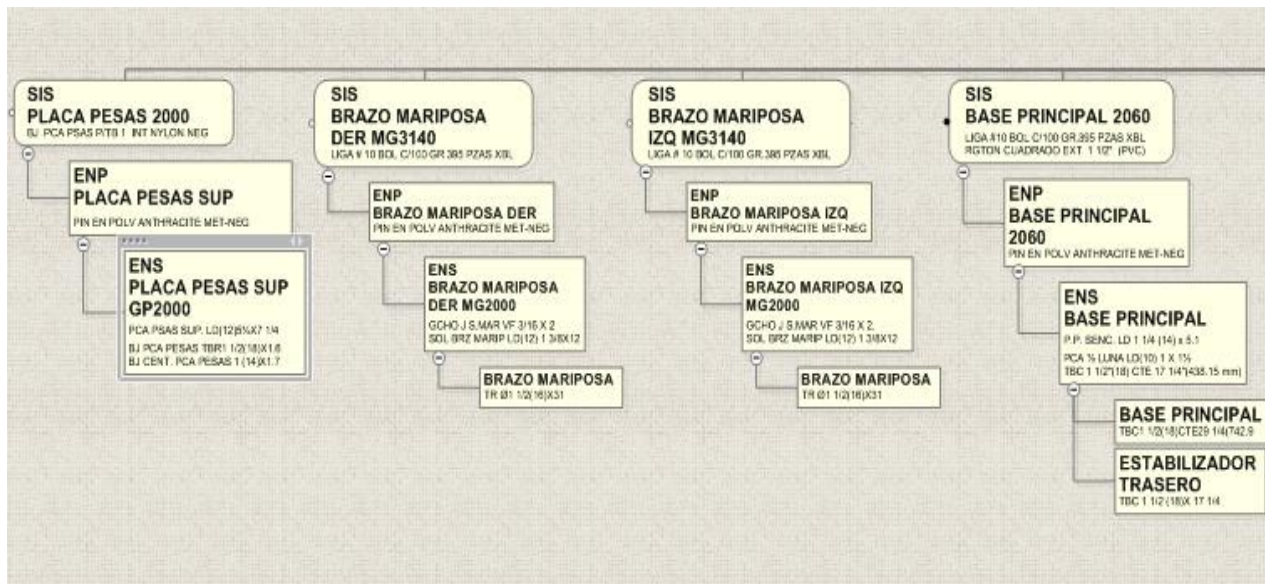 SIS
PLACA PESAS 2000
BJ PCA PSAS P/TB 1 INT NYLON NEG
ENP
PLACA PESAS SUP
PIN EN POLV ANTHRACITE MET-NEG
ENS
PLACA PESAS SUP
GP2000
PCA PSAS SUP. LD(12)5¼X7 1/4
BJ PCA PESAS TBR1 1/2(18)X1.6
BJ CENT. PCA PESAS 1 (14)X1.7
SIS
BRAZO MARIPOSA
DER MG3140
LIGA # 10 BOL C/100 GR.395 PZAS XBL
ENP
BRAZO MARIPOSA DER
PIN EN POLV ANTHRACITE MET-NEG
ENS
BRAZO MARIPOSA
DER MG2000
GCHO J S.MAR VF 3/16 X 2
SOL BRZ MARIP LD(12) 1 3/8X12
BRAZO MARIPOSA
TR Ø1 1/2(16)X31
SIS
BRAZO MARIPOSA
IZQ MG3140
LIGA # 10 BOL C/100 GR.395 PZAS XBL
ENP
BRAZO MARIPOSA IZQ
PIN EN POLV ANTHRACITE MET-NEG
ENS
BRAZO MARIPOSA IZQ
MG2000
GCHO J S.MAR VF 3/16 X 2.
SOL BRZ MARIP LD(12) 1 3/8X12
BRAZO MARIPOSA
TR Ø1 1/2(16)X31
SIS
BASE PRINCIPAL 2060
LIGA #10 BOL C/100 GR.395 PZAS XBL
RGTON CUADRADO EXT. 1 1/2" (PVC)
ENP
BASE PRINCIPAL
2060
PIN EN POLV ANTHRACITE MET-NEG
ENS
BASE PRINCIPAL
P.P. SENC. LD 1 1/4 (14) x 5.1
PCA ½ LUNA LD(10) 1 X 1½
TBC 1 1/2"(18) CTE 17 1/4"(438.15 mm)
BASE PRINCIPAL
TBC1 1/2(18)CTE29 1/4(742.9
ESTABILIZADOR
TRASERO
TBC 1 1/2 (18)X 17 1/4